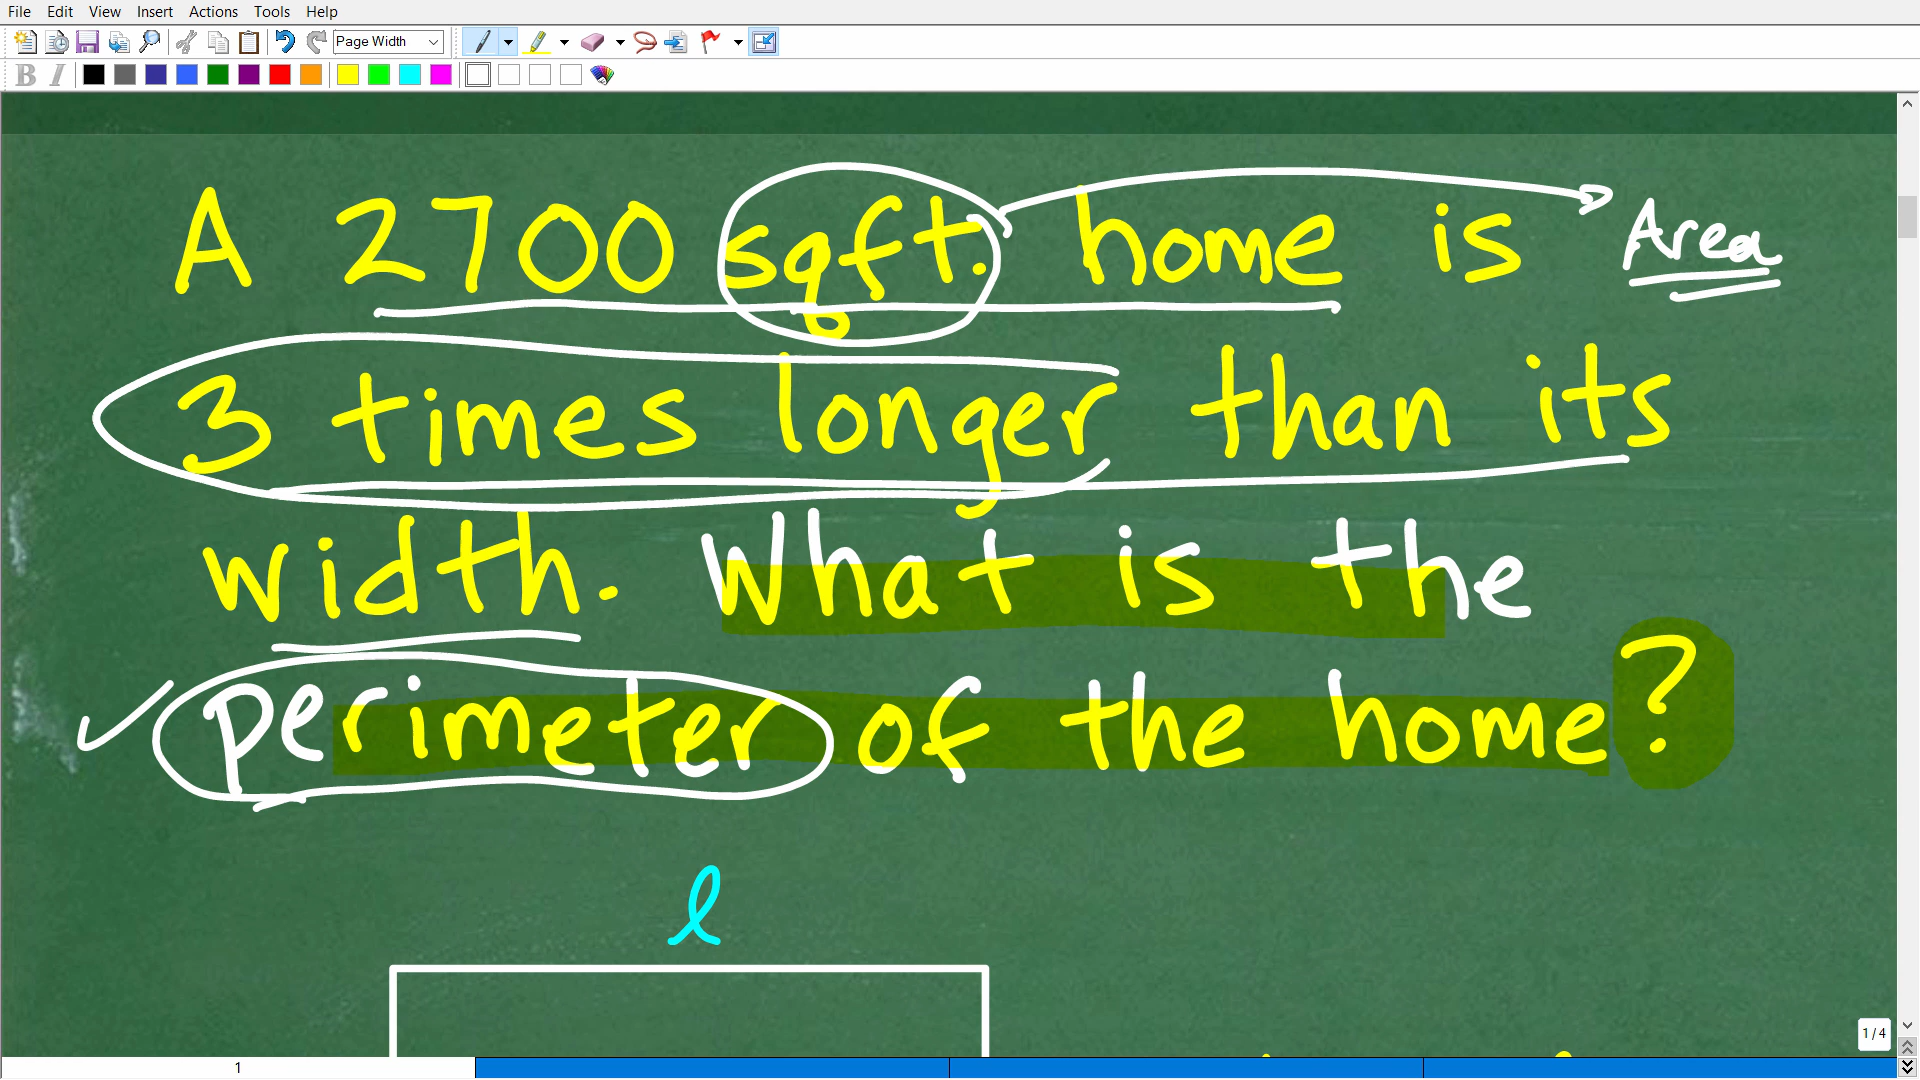 File Edit View Insert Actions Tools Help
Page Width
B I
A 2700 sqft. home is Area
3 times longer than its
width. What is the
perimeter of the home?
l
1 / 4
1